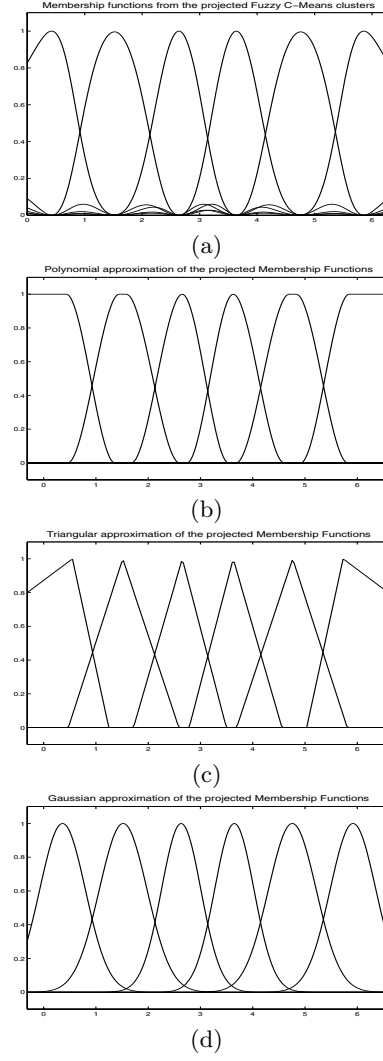 Membership functions from the projected Fuzzy C−Means clusters
1
0.8
0.6
0.4
0.2
0
0 1 2 3 4 5 6
(a)
Polynomial approximation of the projected Membership Functions
1
0.8
0.6
0.4
0.2
0
0 1 2 3 4 5 6
(b)
Triangular approximation of the projected Membership Functions
1
0.8
0.6
0.4
0.2
0
0 1 2 3 4 5 6
(c)
Gaussian approximation of the projected Membership Functions
1
0.8
0.6
0.4
0.2
0
0 1 2 3 4 5 6
(d)